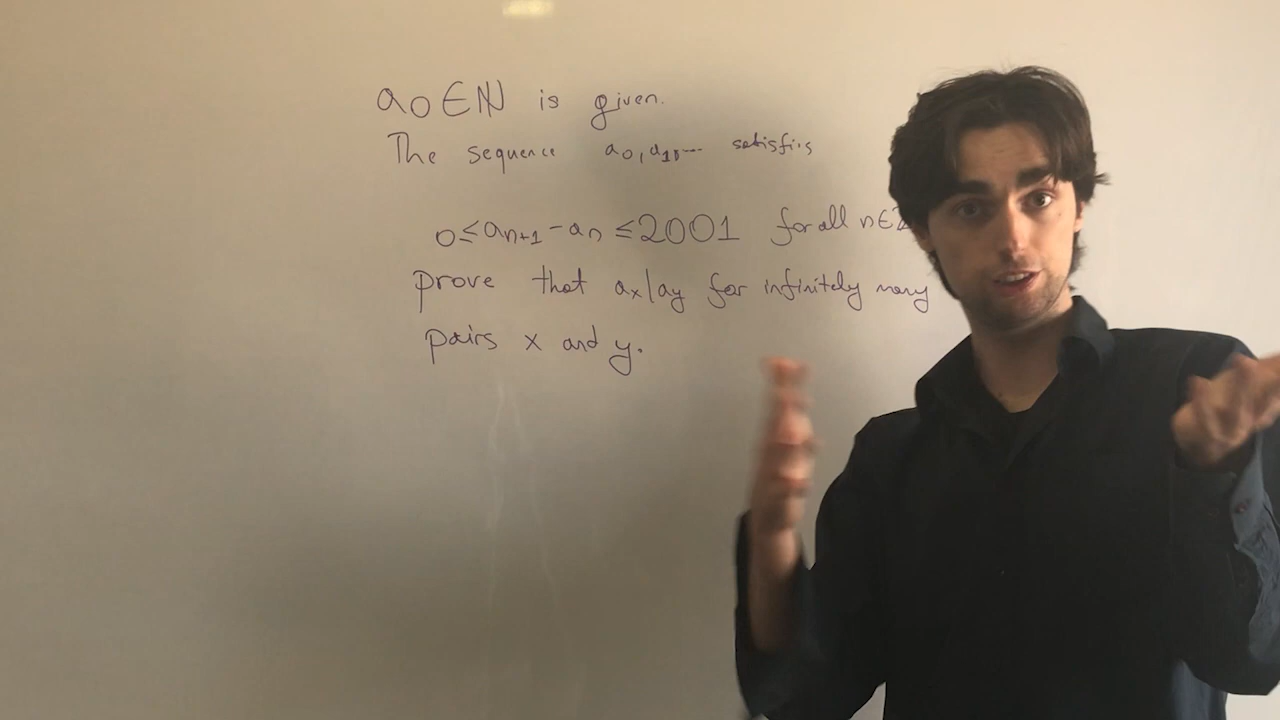 a₀∈ℕ is given.
The sequence a₀,a₁,... satisfies
0≤aₙ₊₁-aₙ≤2001 for all n∈
prove that aₓ|aᵧ for infinitely many
pairs x and y.